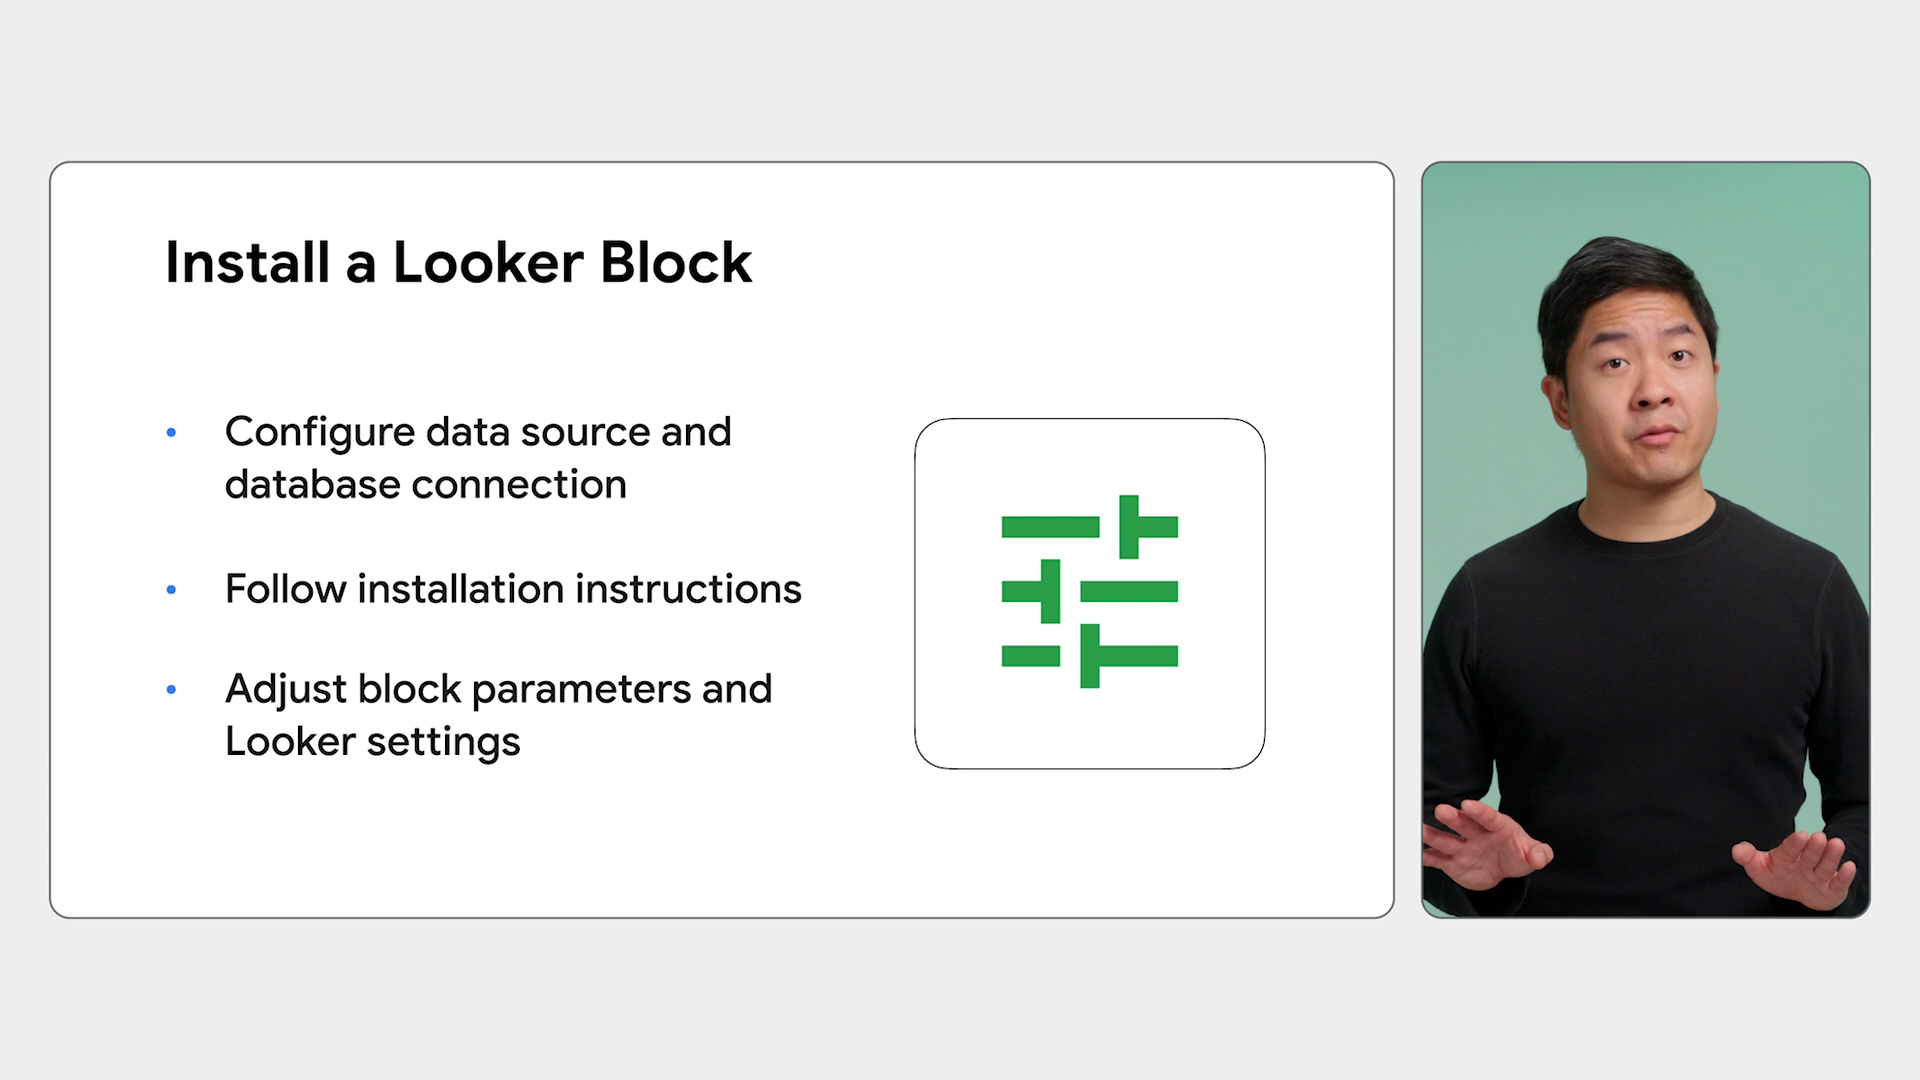 Install a Looker Block
• Configure data source and
database connection
• Follow installation instructions
• Adjust block parameters and
Looker settings